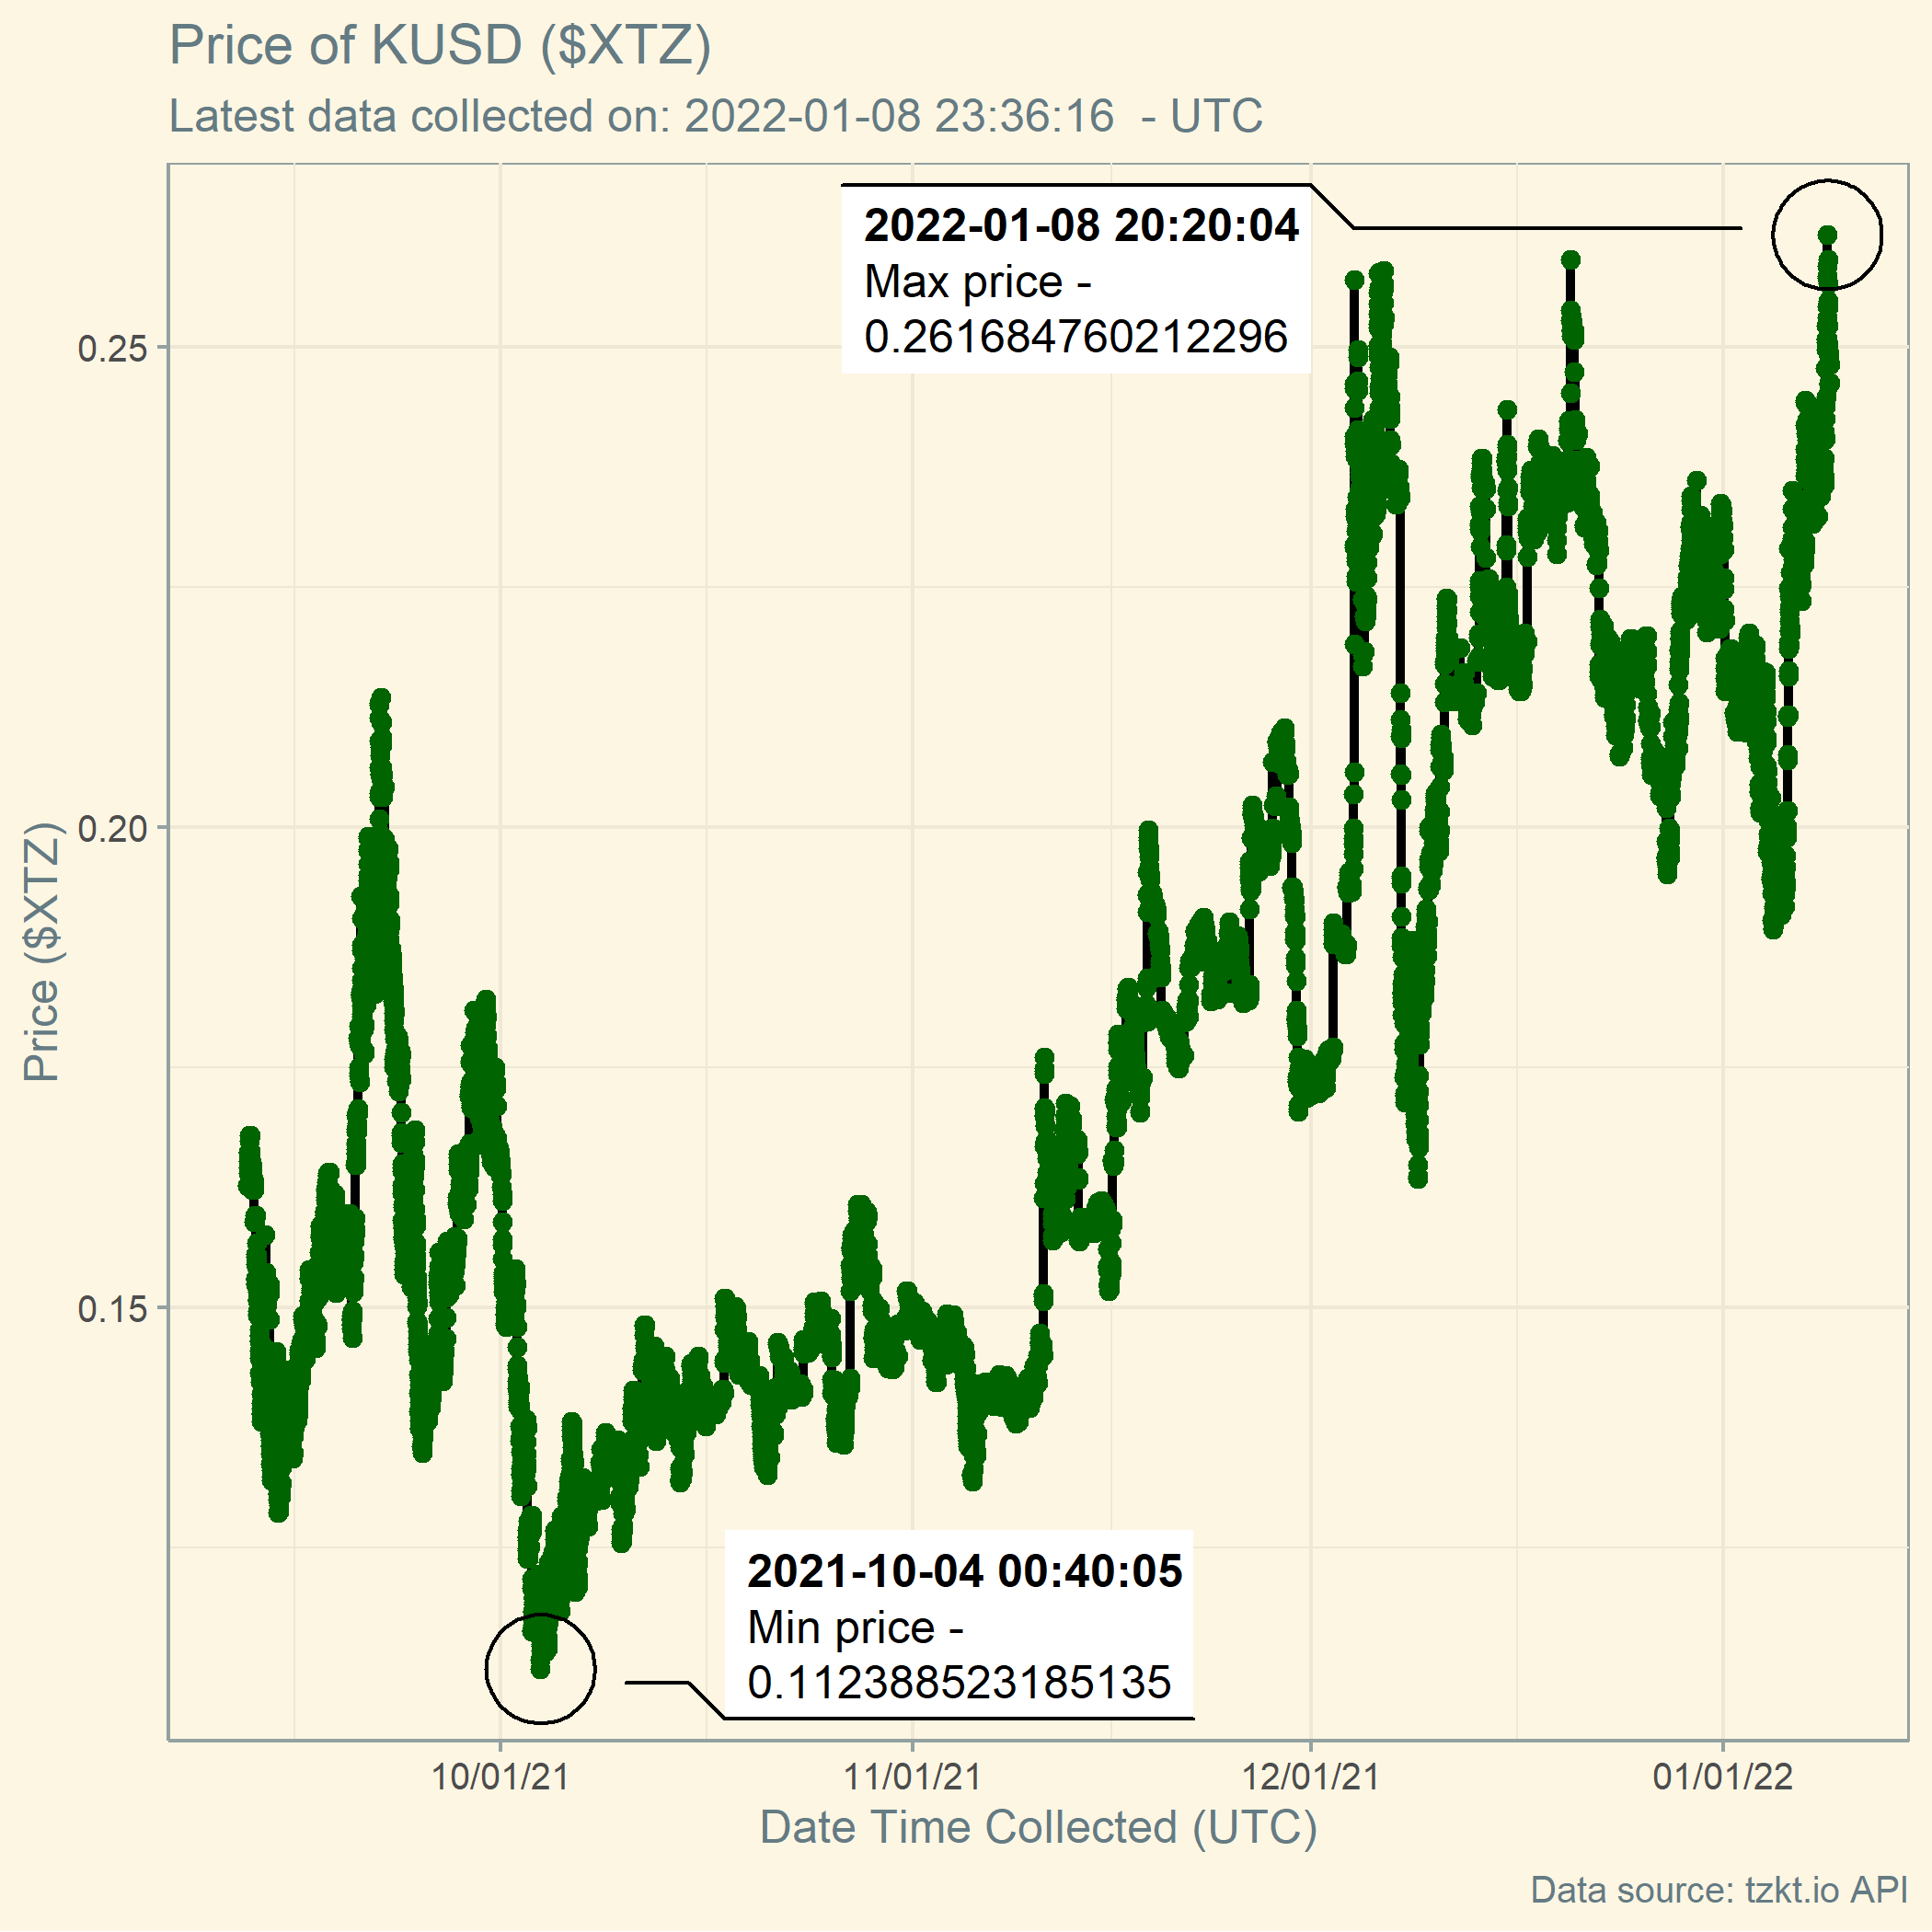 Price of KUSD ($XTZ)
Latest data collected on: 2022-01-08 23:36:16  - UTC
2022-01-08 20:20:04
Max price -
0.261684760212296
0.25
0.20
0.15
Price ($XTZ)
2021-10-04 00:40:05
Min price -
0.112388523185135
10/01/21
11/01/21
12/01/21
01/01/22
Date Time Collected (UTC)
Data source: tzkt.io API